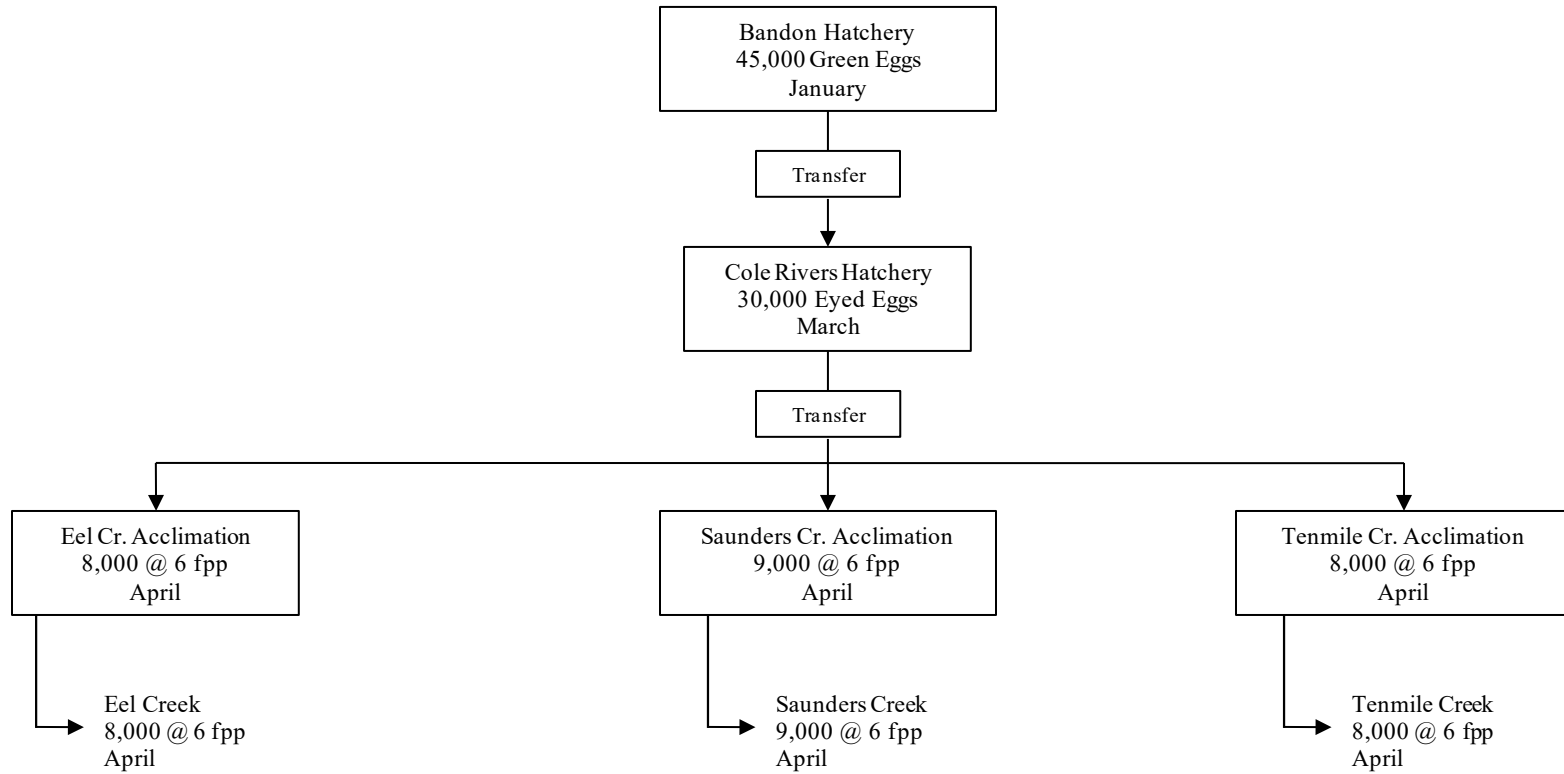 Bandon Hatchery
45,000 Green Eggs
January
Transfer
Cole Rivers Hatchery
30,000 Eyed Eggs
March
Transfer
Eel Cr. Acclimation
8,000 @ 6 fpp
April
Saunders Cr. Acclimation
9,000 @ 6 fpp
April
Tenmile Cr. Acclimation
8,000 @ 6 fpp
April
Eel Creek
8,000 @ 6 fpp
April
Saunders Creek
9,000 @ 6 fpp
April
Tenmile Creek
8,000 @ 6 fpp
April